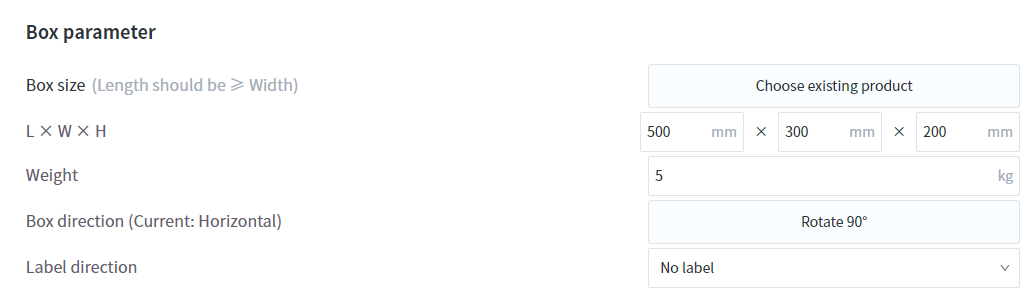 Box parameter
Box size (Length should be ⩾ Width)
Choose existing product
L × W × H
500 mm × 300 mm × 200 mm
Weight
5 kg
Box direction (Current: Horizontal)
Rotate 90°
Label direction
No label